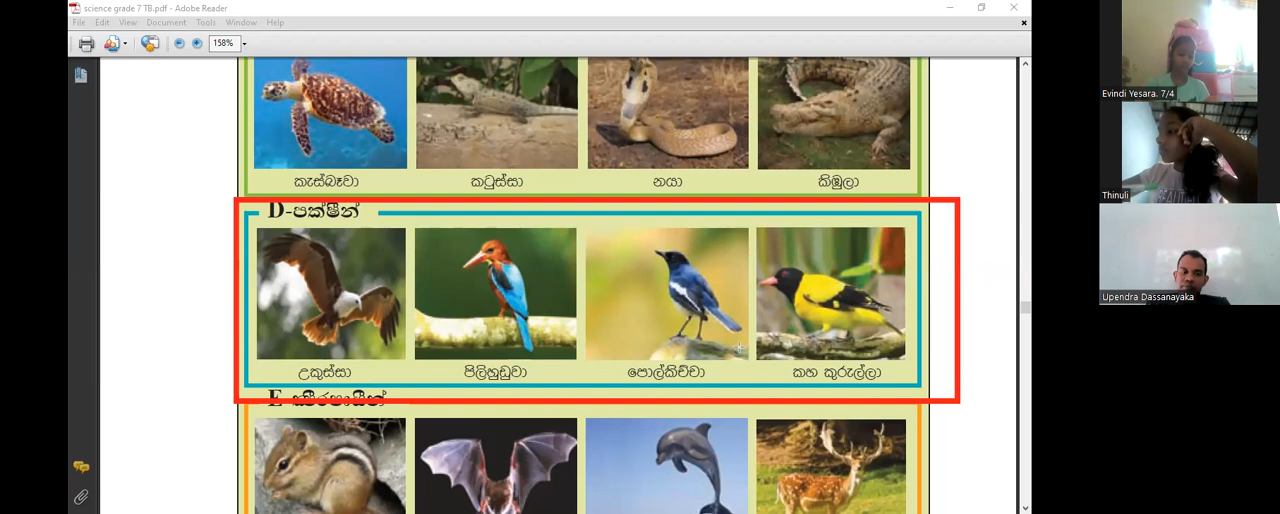 science grade 7 TB.pdf - Adobe Reader
File Edit View Document Tools Window Help
158%
කැස්බෑවා කටුස්සා නයා කිඹුලා
D-පක්ෂීන්
උකුස්සා පිලිහුඩුවා පොල්කිච්චා කහ කුරුල්ලා
E-ක්ෂීරපායීන්
Evindi Yesara. 7/4
Thinuli
Upendra Dassanayaka